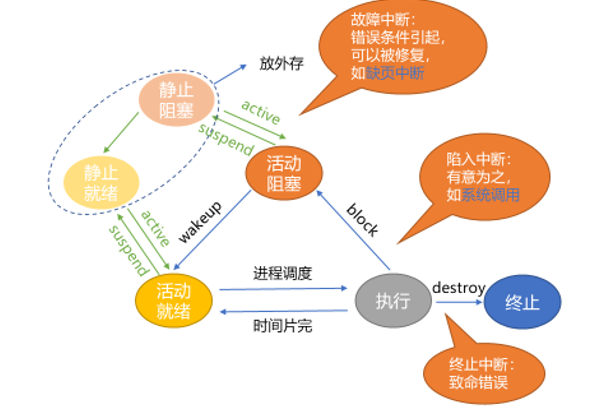 故障中断：
错误条件引起，
可以被修复，
如缺页中断
放外存
静止
阻塞
active
suspend
静止
就绪
活动
阻塞
陷入中断：
有意为之，
如系统调用
active
suspend
wakeup
block
活动
就绪
进程调度
时间片完
执行
destroy
终止
终止中断：
致命错误